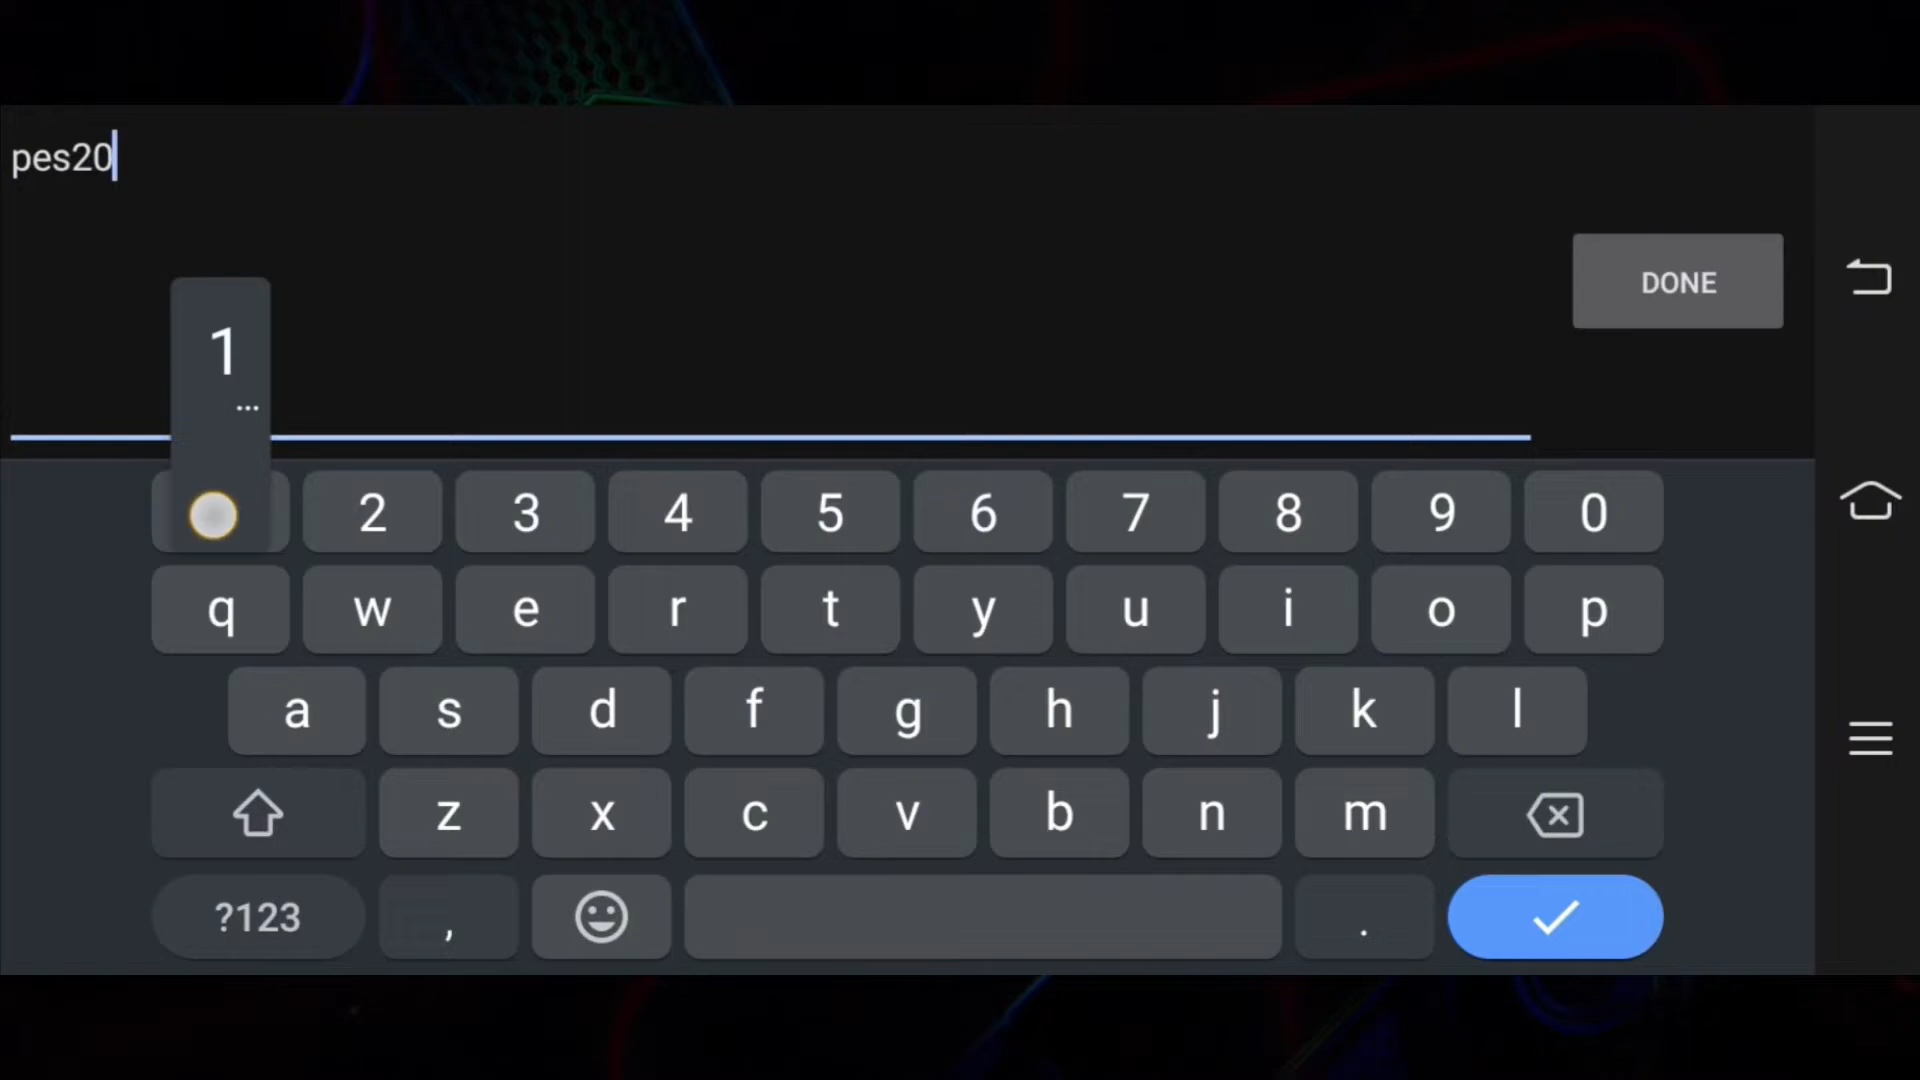 pes20
DONE
1
...
2 3 4 5 6 7 8 9 0
q w e r t y u i o p
a s d f g h j k l
z x c v b n m
?123 , .